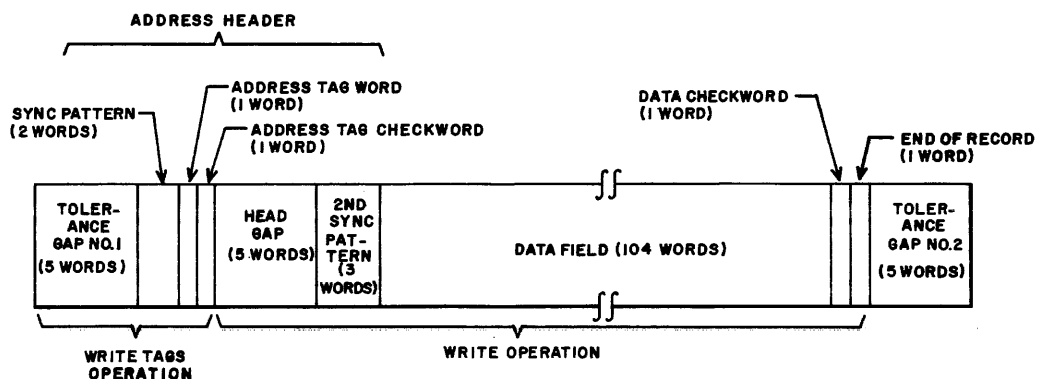 ADDRESS HEADER
ADDRESS TAG WORD
(1 WORD)
SYNC PATTERN
(2 WORDS)
ADDRESS TAG CHECKWORD
(1 WORD)
DATA CHECKWORD
(1 WORD)
END OF RECORD
(1 WORD)
TOLER-
ANCE
GAP NO.1
(5 WORDS)
HEAD
GAP
(5 WORDS)
2ND
SYNC
PAT-
TERN
(3
WORDS)
DATA FIELD (104 WORDS)
TOLER-
ANCE
GAP NO.2
(5 WORDS)
WRITE TAGS
OPERATION
WRITE OPERATION